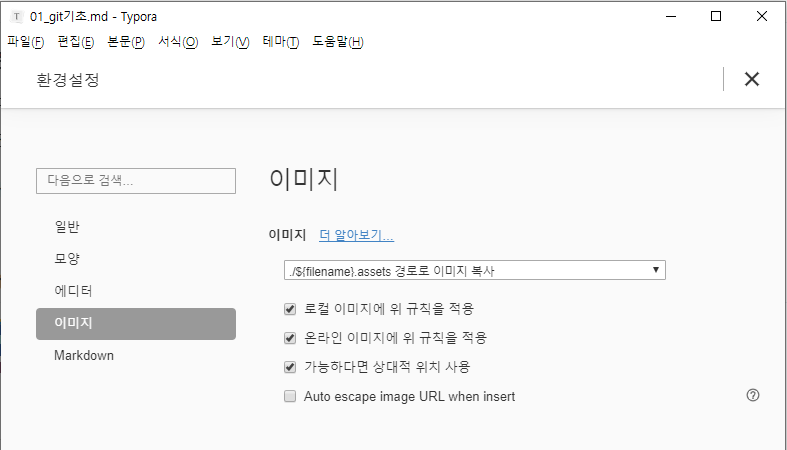 01_git기초.md - Typora
파일(F) 편집(E) 본문(P) 서식(O) 보기(V) 테마(T) 도움말(H)
환경설정
다음으로 검색...
이미지
이미지 더 알아보기...
./${filename}.assets 경로로 이미지 복사
일반
모양
에디터
이미지
Markdown
로컬 이미지에 위 규칙을 적용
온라인 이미지에 위 규칙을 적용
가능하다면 상대적 위치 사용
Auto escape image URL when insert